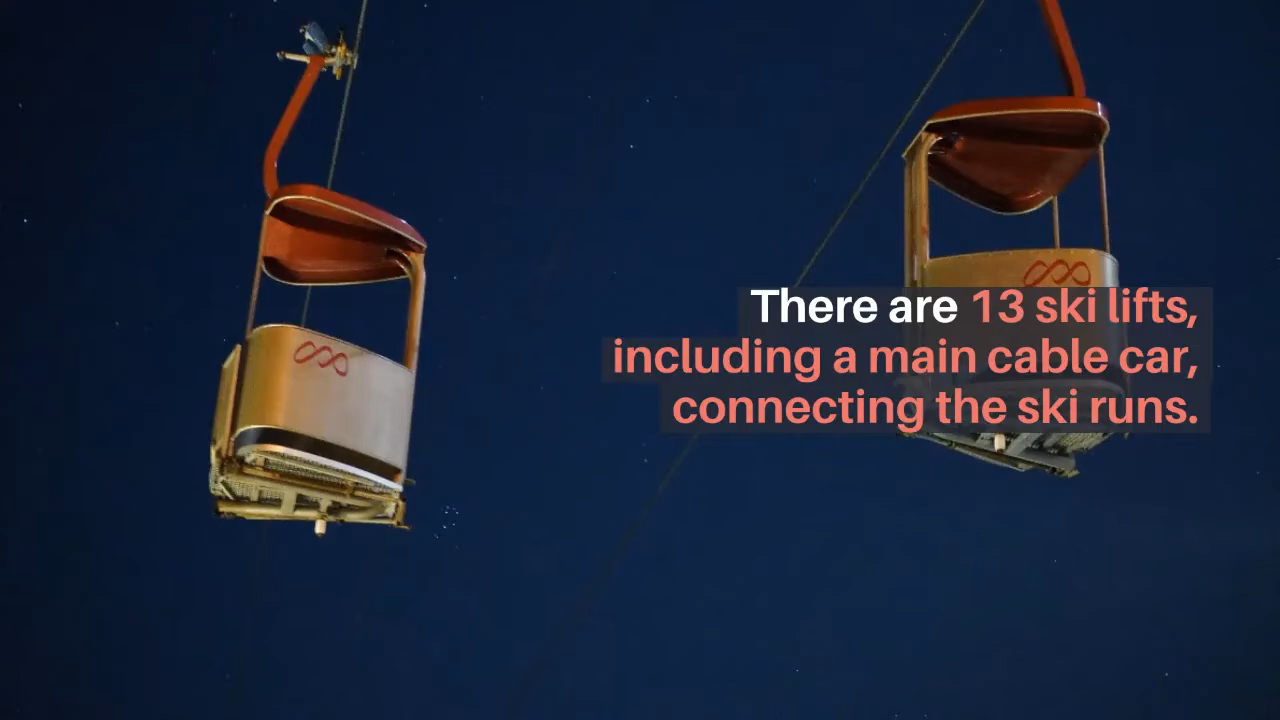 There are 13 ski lifts,
including a main cable car,
connecting the ski runs.